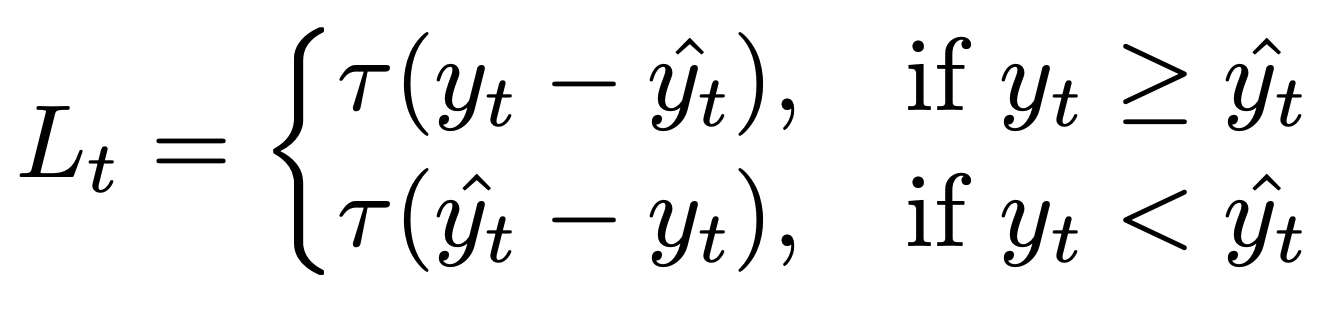 L_t = { τ(y_t − ŷ_t), if y_t ≥ ŷ_t
τ(ŷ_t − y_t), if y_t < ŷ_t